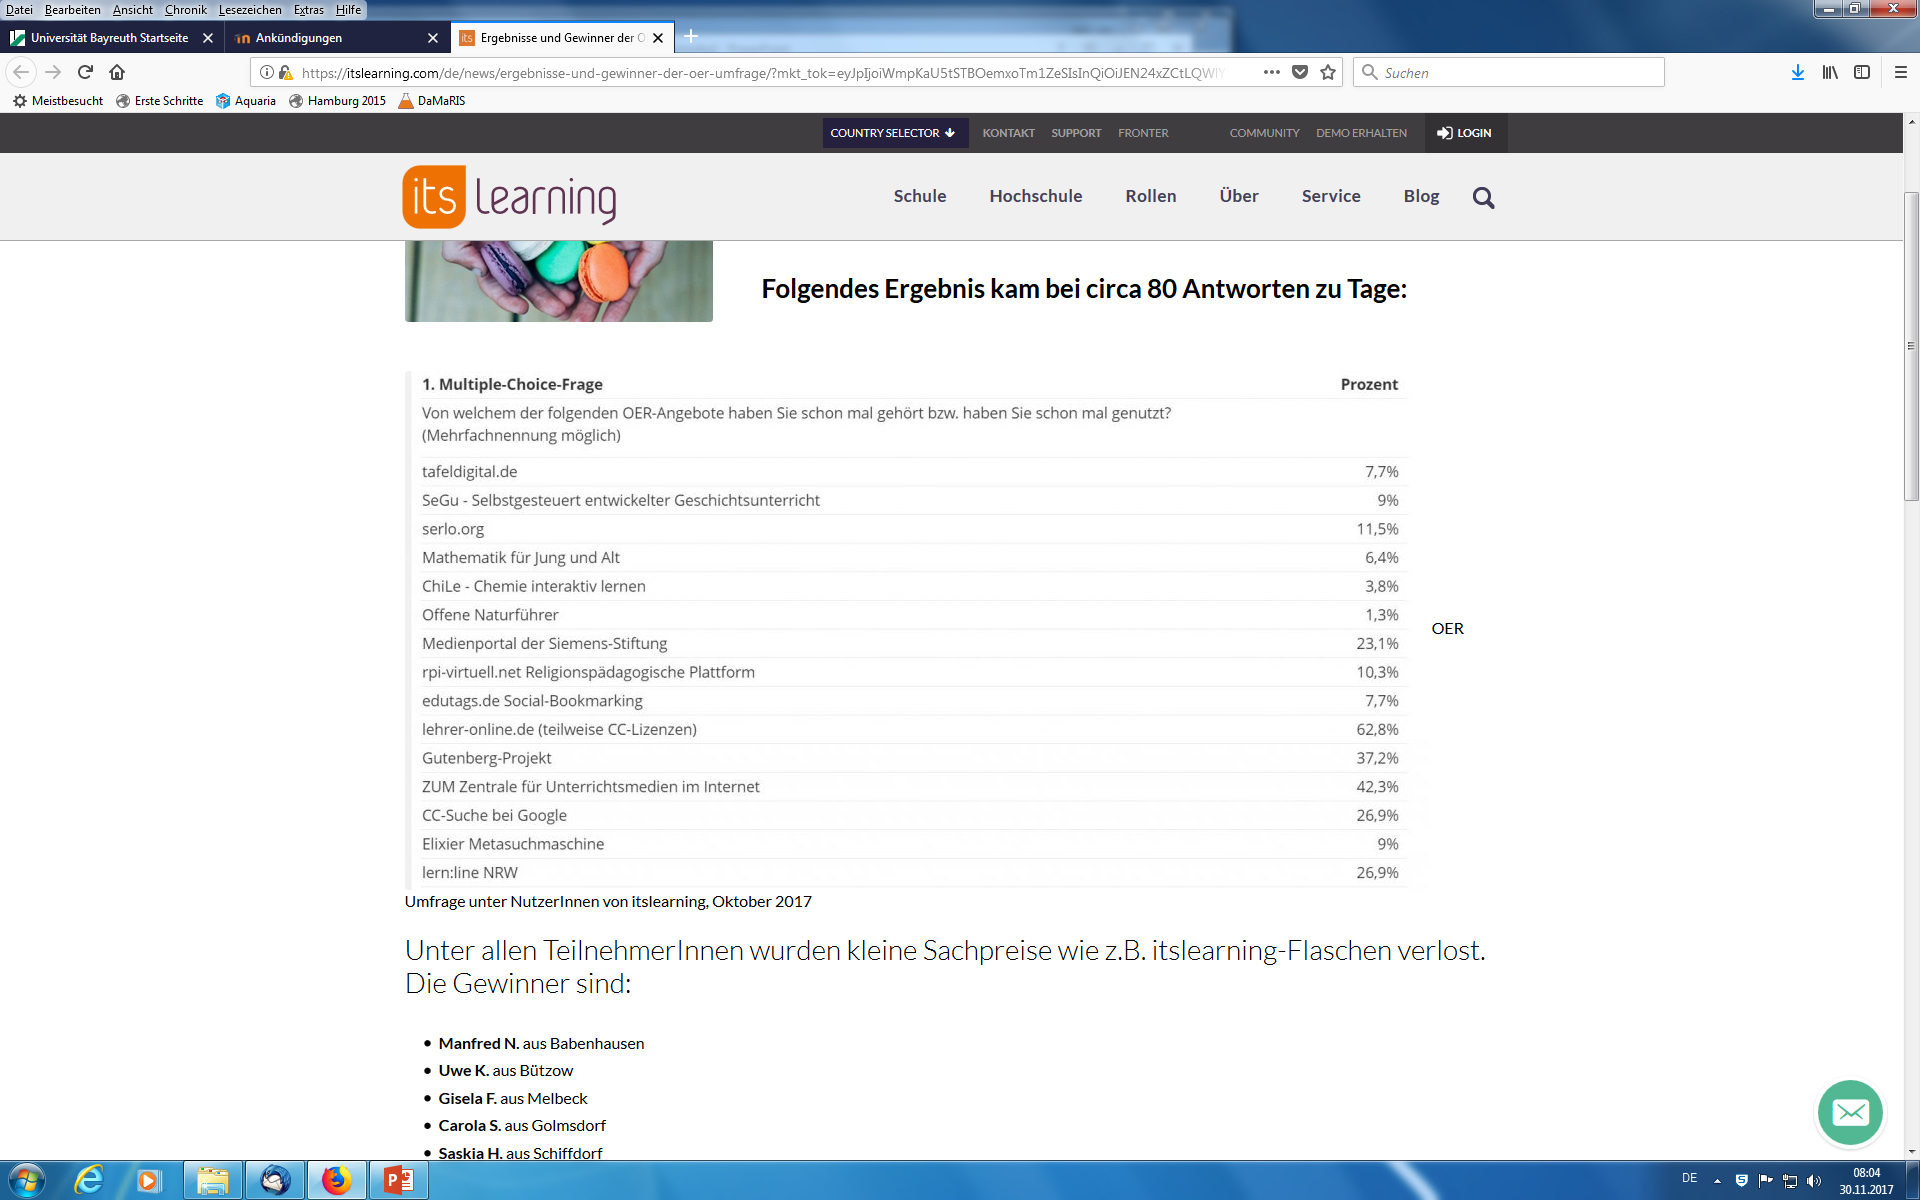 Datei Bearbeiten Ansicht Chronik Lesezeichen Extras Hilfe
Universität Bayreuth Startseite
Ankündigungen
its Ergebnisse und Gewinner der O
https://itslearning.com/de/news/ergebnisse-und-gewinner-der-oer-umfrage/?mkt_tok=
Suchen
Meistbesucht Erste Schritte Aquaria Hamburg 2015 DaMaRIS
COUNTRY SELECTOR KONTAKT SUPPORT FRONTER COMMUNITY DEMO ERHALTEN LOGIN
its learning
Schule Hochschule Rollen Über Service Blog
Folgendes Ergebnis kam bei circa 80 Antworten zu Tage:
1. Multiple-Choice-Frage Prozent
Von welchem der folgenden OER-Angebote haben Sie schon mal gehört bzw. haben Sie schon mal genutzt?
(Mehrfachnennung möglich)
tafeldigital.de 7,7%
SeGu - Selbstgesteuert entwickelter Geschichtsunterricht 9%
serlo.org 11,5%
Mathematik für Jung und Alt 6,4%
ChiLe - Chemie interaktiv lernen 3,8%
Offene Naturführer 1,3%
OER
Medienportal der Siemens-Stiftung 23,1%
rpi-virtuell.net Religionspädagogische Plattform 10,3%
edutags.de Social-Bookmarking 7,7%
lehrer-online.de (teilweise CC-Lizenzen) 62,8%
Gutenberg-Projekt 37,2%
ZUM Zentrale für Unterrichtsmedien im Internet 42,3%
CC-Suche bei Google 26,9%
Elixier Metasuchmaschine 9%
lern:line NRW 26,9%
Umfrage unter NutzerInnen von itslearning, Oktober 2017
Unter allen TeilnehmerInnen wurden kleine Sachpreise wie z.B. itslearning-Flaschen verlost.
Die Gewinner sind:
• Manfred N. aus Babenhausen
• Uwe K. aus Bützow
• Gisela F. aus Melbeck
• Carola S. aus Golmsdorf
• Saskia H. aus Schiffdorf
DE
08:04
30.11.2017